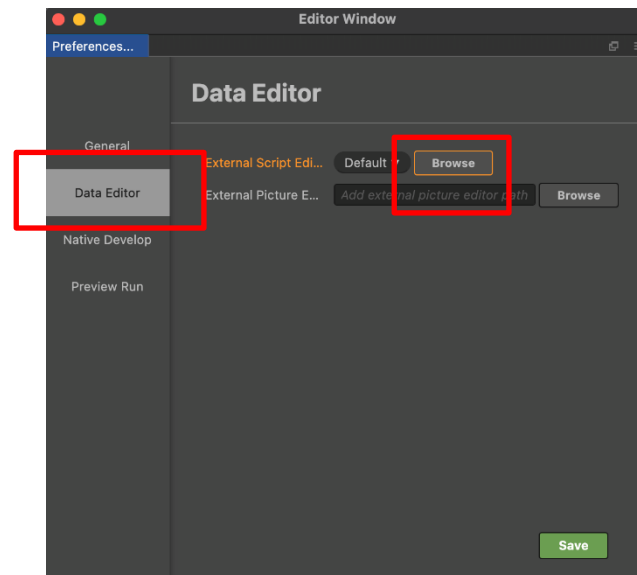 Editor Window
Preferences...
Data Editor
General
Data Editor
Native Develop
Preview Run
External Script Edi... Default Browse
External Picture E... Add external picture editor path Browse
Save